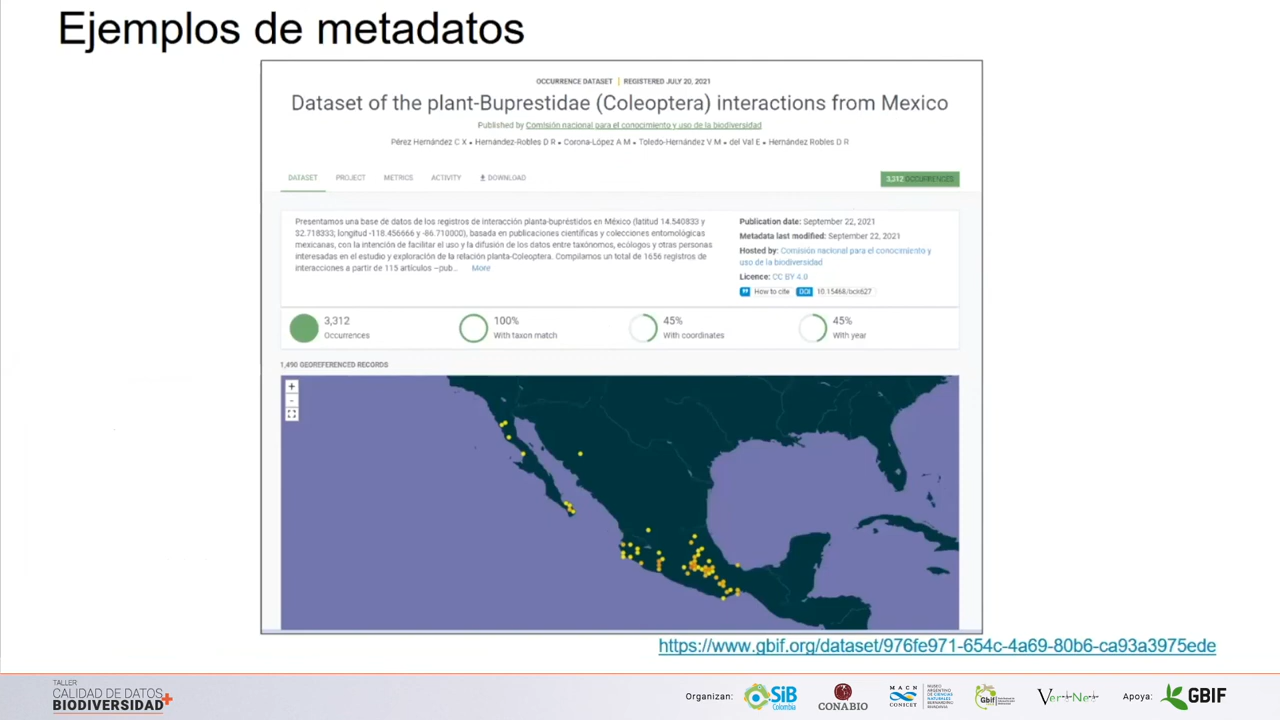 Ejemplos de metadatos
OCCURRENCE DATASET | REGISTERED JULY 20, 2021
Dataset of the plant-Buprestidae (Coleoptera) interactions from Mexico
Published by Comisión nacional para el conocimiento y uso de la biodiversidad
Pérez Hernández C X • Hernández-Robles D R • Corona-López A M • Toledo-Hernández V M • del Val E • Hernández Robles D R
DATASET PROJECT METRICS ACTIVITY DOWNLOAD
3,312 OCCURRENCES
Presentamos una base de datos de los registros de interacción planta-bupréstidos en México (latitud 14.540833 y
32.718333; longitud -118.456666 y -86.710000), basada en publicaciones científicas y colecciones entomológicas
mexicanas, con la intención de facilitar el uso y la difusión de los datos entre taxónomos, ecólogos y otras personas
interesadas en el estudio y exploración de la relación planta-Coleoptera. Compilamos un total de 1656 registros de
interacciones a partir de 115 artículos –pub... More
Publication date: September 22, 2021
Metadata last modified: September 22, 2021
Hosted by: Comisión nacional para el conocimiento y
uso de la biodiversidad
Licence: CC BY 4.0
How to cite DOI 10.15468/bck627
3,312
Occurrences
100%
With taxon match
45%
With coordinates
45%
With year
1,490 GEOREFERENCED RECORDS
+
-
https://www.gbif.org/dataset/976fe971-654c-4a69-80b6-ca93a3975ede
TALLER
CALIDAD DE DATOS
BIODIVERSIDAD+
Organizan:
SiB
Colombia
CONABIO
MACN
CONICET
MUSEO
ARGENTINO
DE CIENCIAS
NATURALES
BERNARDINO
RIVADAVIA
Gbif
VertNet
Apoya:
GBIF